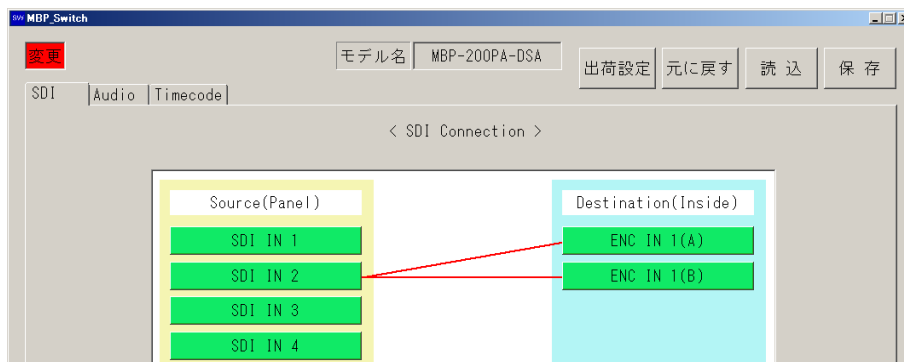 SW MBP_Switch
変更
モデル名 MBP-200PA-DSA
出荷設定 元に戻す 読 込 保 存
SDI Audio Timecode
< SDI Connection >
Source(Panel) Destination(Inside)
SDI IN 1 ENC IN 1(A)
SDI IN 2 ENC IN 1(B)
SDI IN 3
SDI IN 4